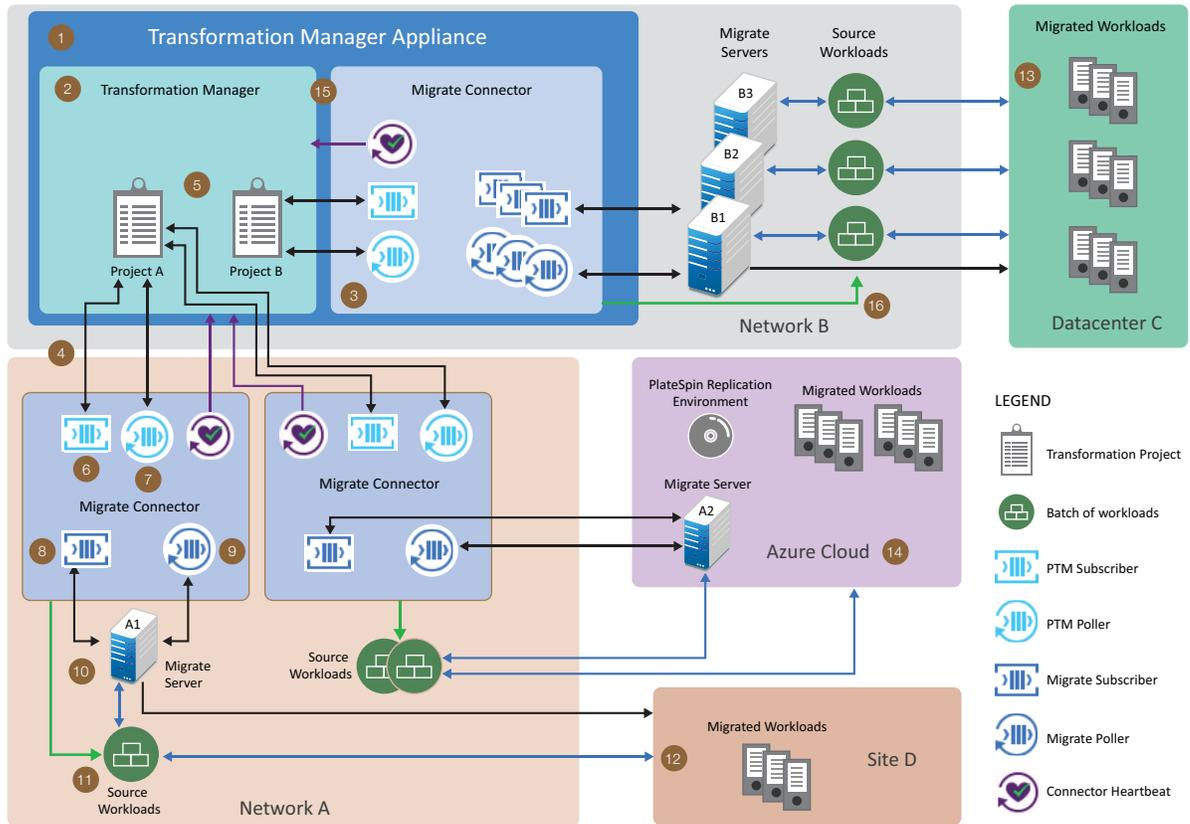 1
Transformation Manager Appliance
2
Transformation Manager
15
Migrate Connector
5
Project A
Project B
3
Migrate
Servers
Source
Workloads
B3
B2
B1
16
Network B
13
Migrated Workloads
Datacenter C
4
6
7
Migrate Connector
8
9
A1
10
Migrate
Server
11
Source
Workloads
Network A
Migrate Connector
Source
Workloads
PlateSpin Replication
Environment
Migrated Workloads
Migrate Server
A2
Azure Cloud
14
12
Migrated Workloads
Site D
LEGEND
Transformation Project
Batch of workloads
PTM Subscriber
PTM Poller
Migrate Subscriber
Migrate Poller
Connector Heartbeat